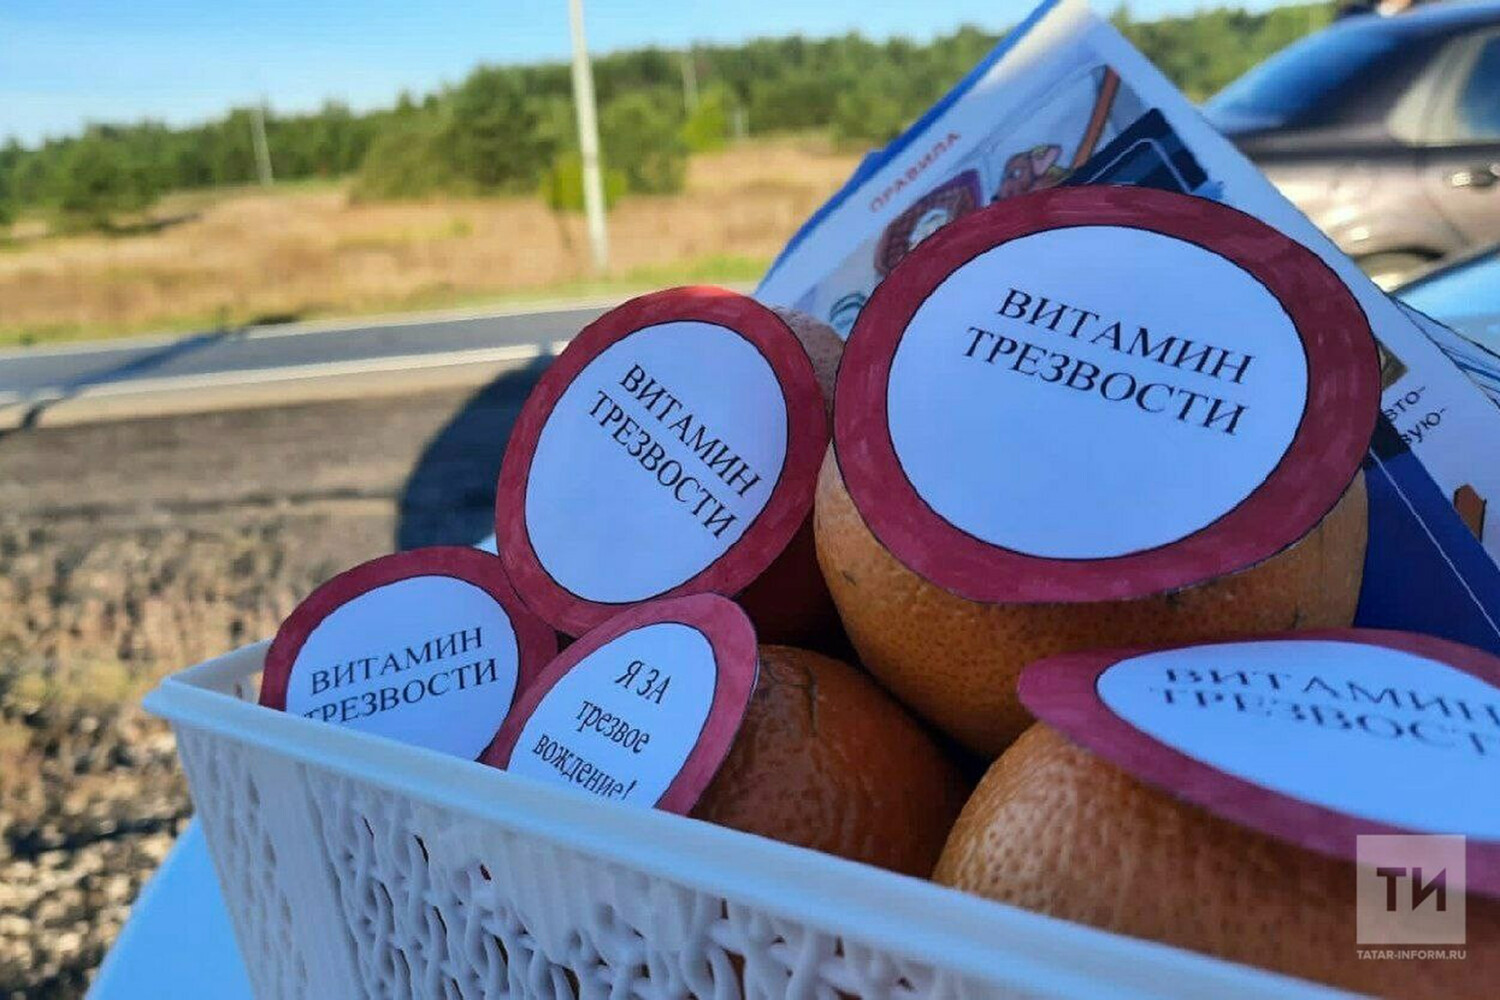 ПРАВИЛА
ВИТАМИН
ТРЕЗВОСТИ
ВИТАМИН
ТРЕЗВОСТИ
ВИТАМИН
ТРЕЗВОСТИ
Я ЗА
трезвое
вождение!
ВИТАМИН
ТРЕЗВОСТИ
ТИ
TATAR-INFORM.RU